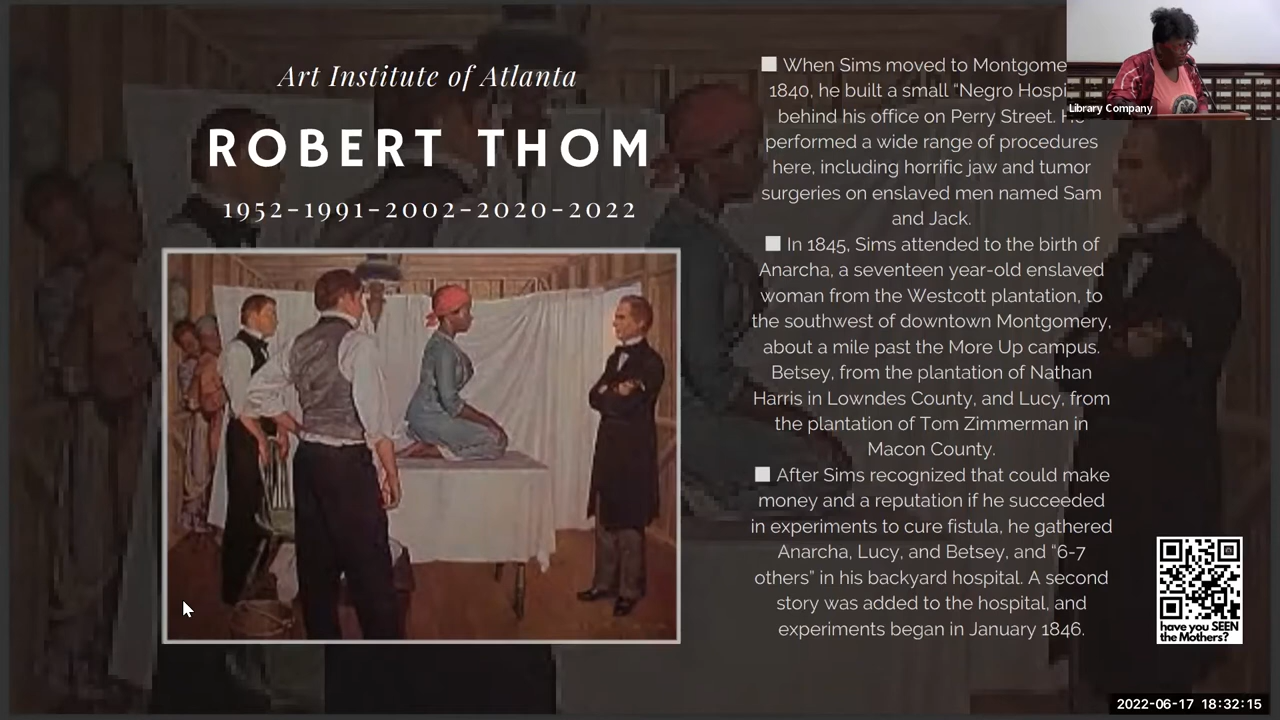 Art Institute of Atlanta
ROBERT THOM
1952-1991-2002-2020-2022
When Sims moved to Montgome
1840, he built a small "Negro Hospi
behind his office on Perry Street. He
performed a wide range of procedures
here, including horrific jaw and tumor
surgeries on enslaved men named Sam
and Jack.
In 1845, Sims attended to the birth of
Anarcha, a seventeen year-old enslaved
woman from the Westcott plantation, to
the southwest of downtown Montgomery,
about a mile past the More Up campus.
Betsey, from the plantation of Nathan
Harris in Lowndes County, and Lucy, from
the plantation of Tom Zimmerman in
Macon County.
After Sims recognized that could make
money and a reputation if he succeeded
in experiments to cure fistula, he gathered
Anarcha, Lucy, and Betsey, and "6-7
others" in his backyard hospital. A second
story was added to the hospital, and
experiments began in January 1846.
Library Company
have you SEEN
the Mothers?
2022-06-17 18:32:15